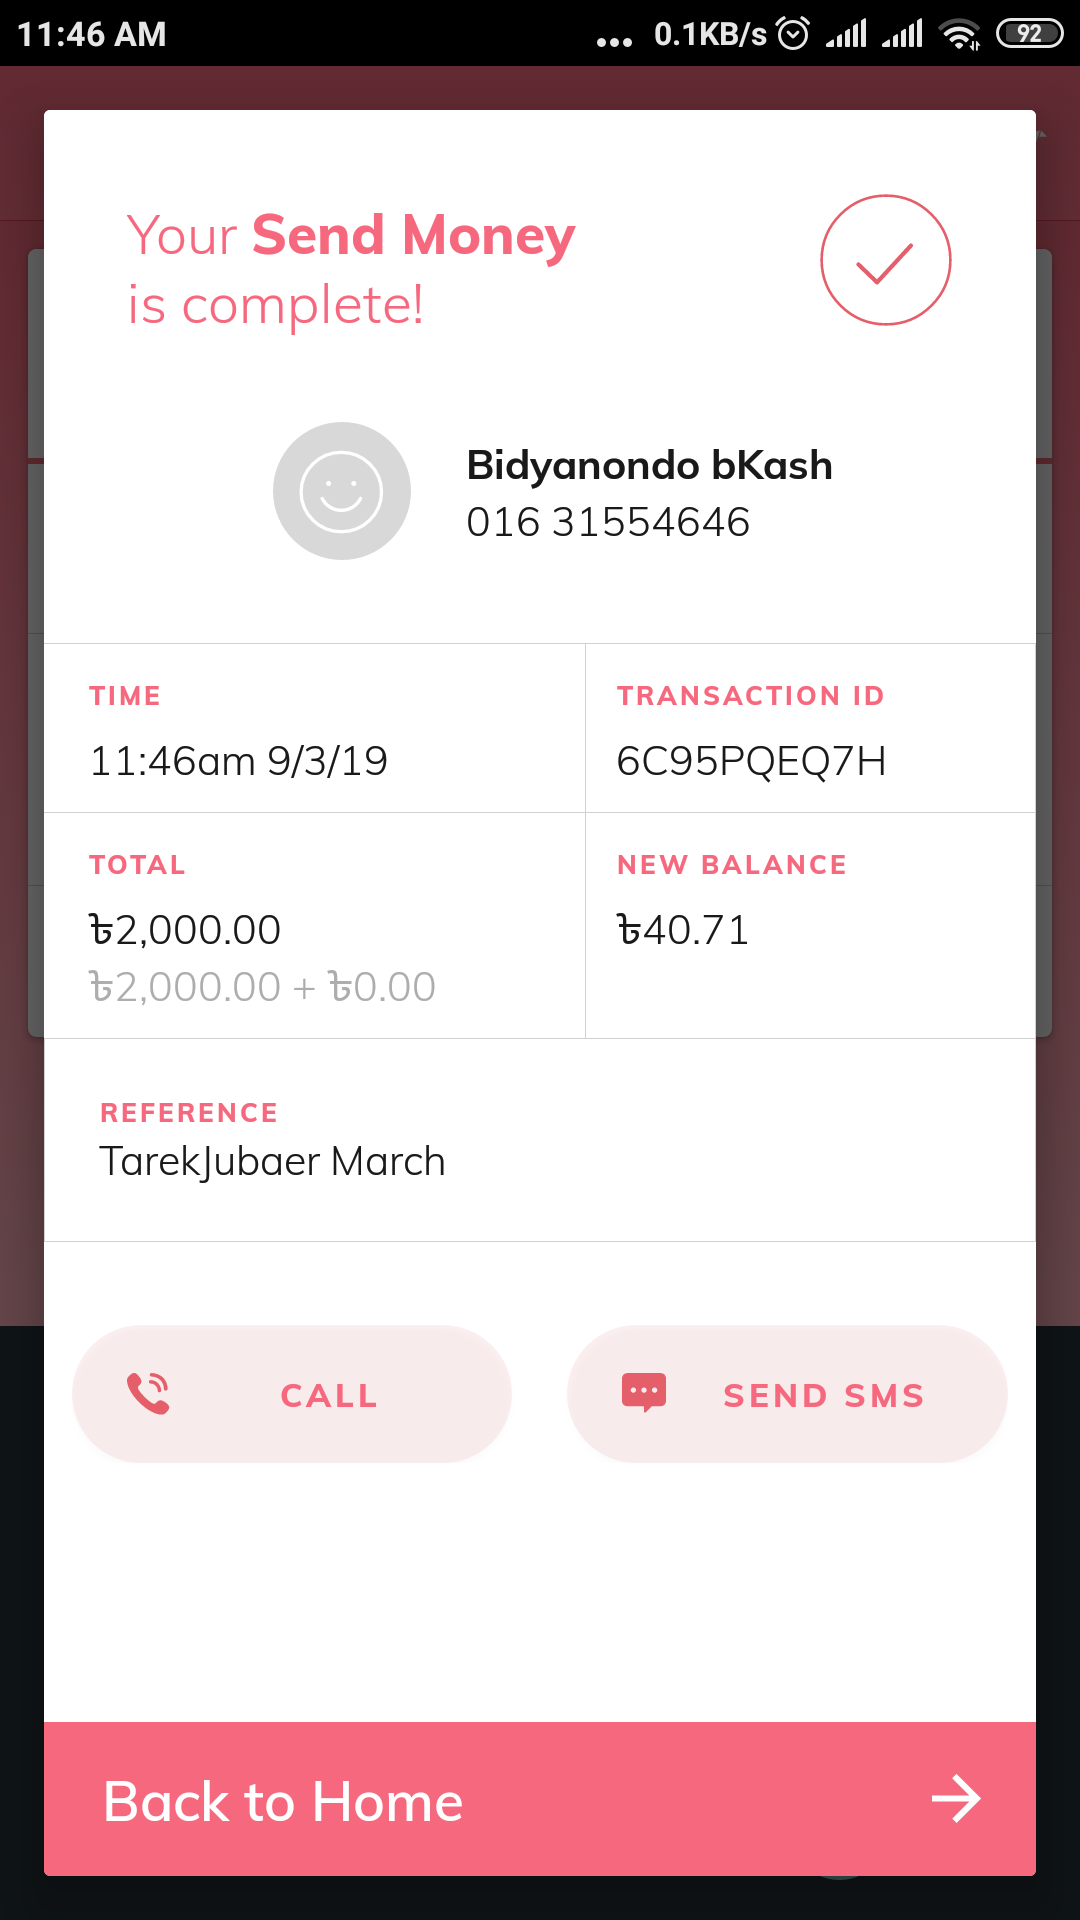 11:46 AM
... 0.1KB/s 92
Your Send Money
is complete!
Bidyanondo bKash
016 31554646
TIME
11:46am 9/3/19
TRANSACTION ID
6C95PQEQ7H
TOTAL
৳2,000.00
৳2,000.00 + ৳0.00
NEW BALANCE
৳40.71
REFERENCE
TarekJubaer March
CALL
SEND SMS
Back to Home